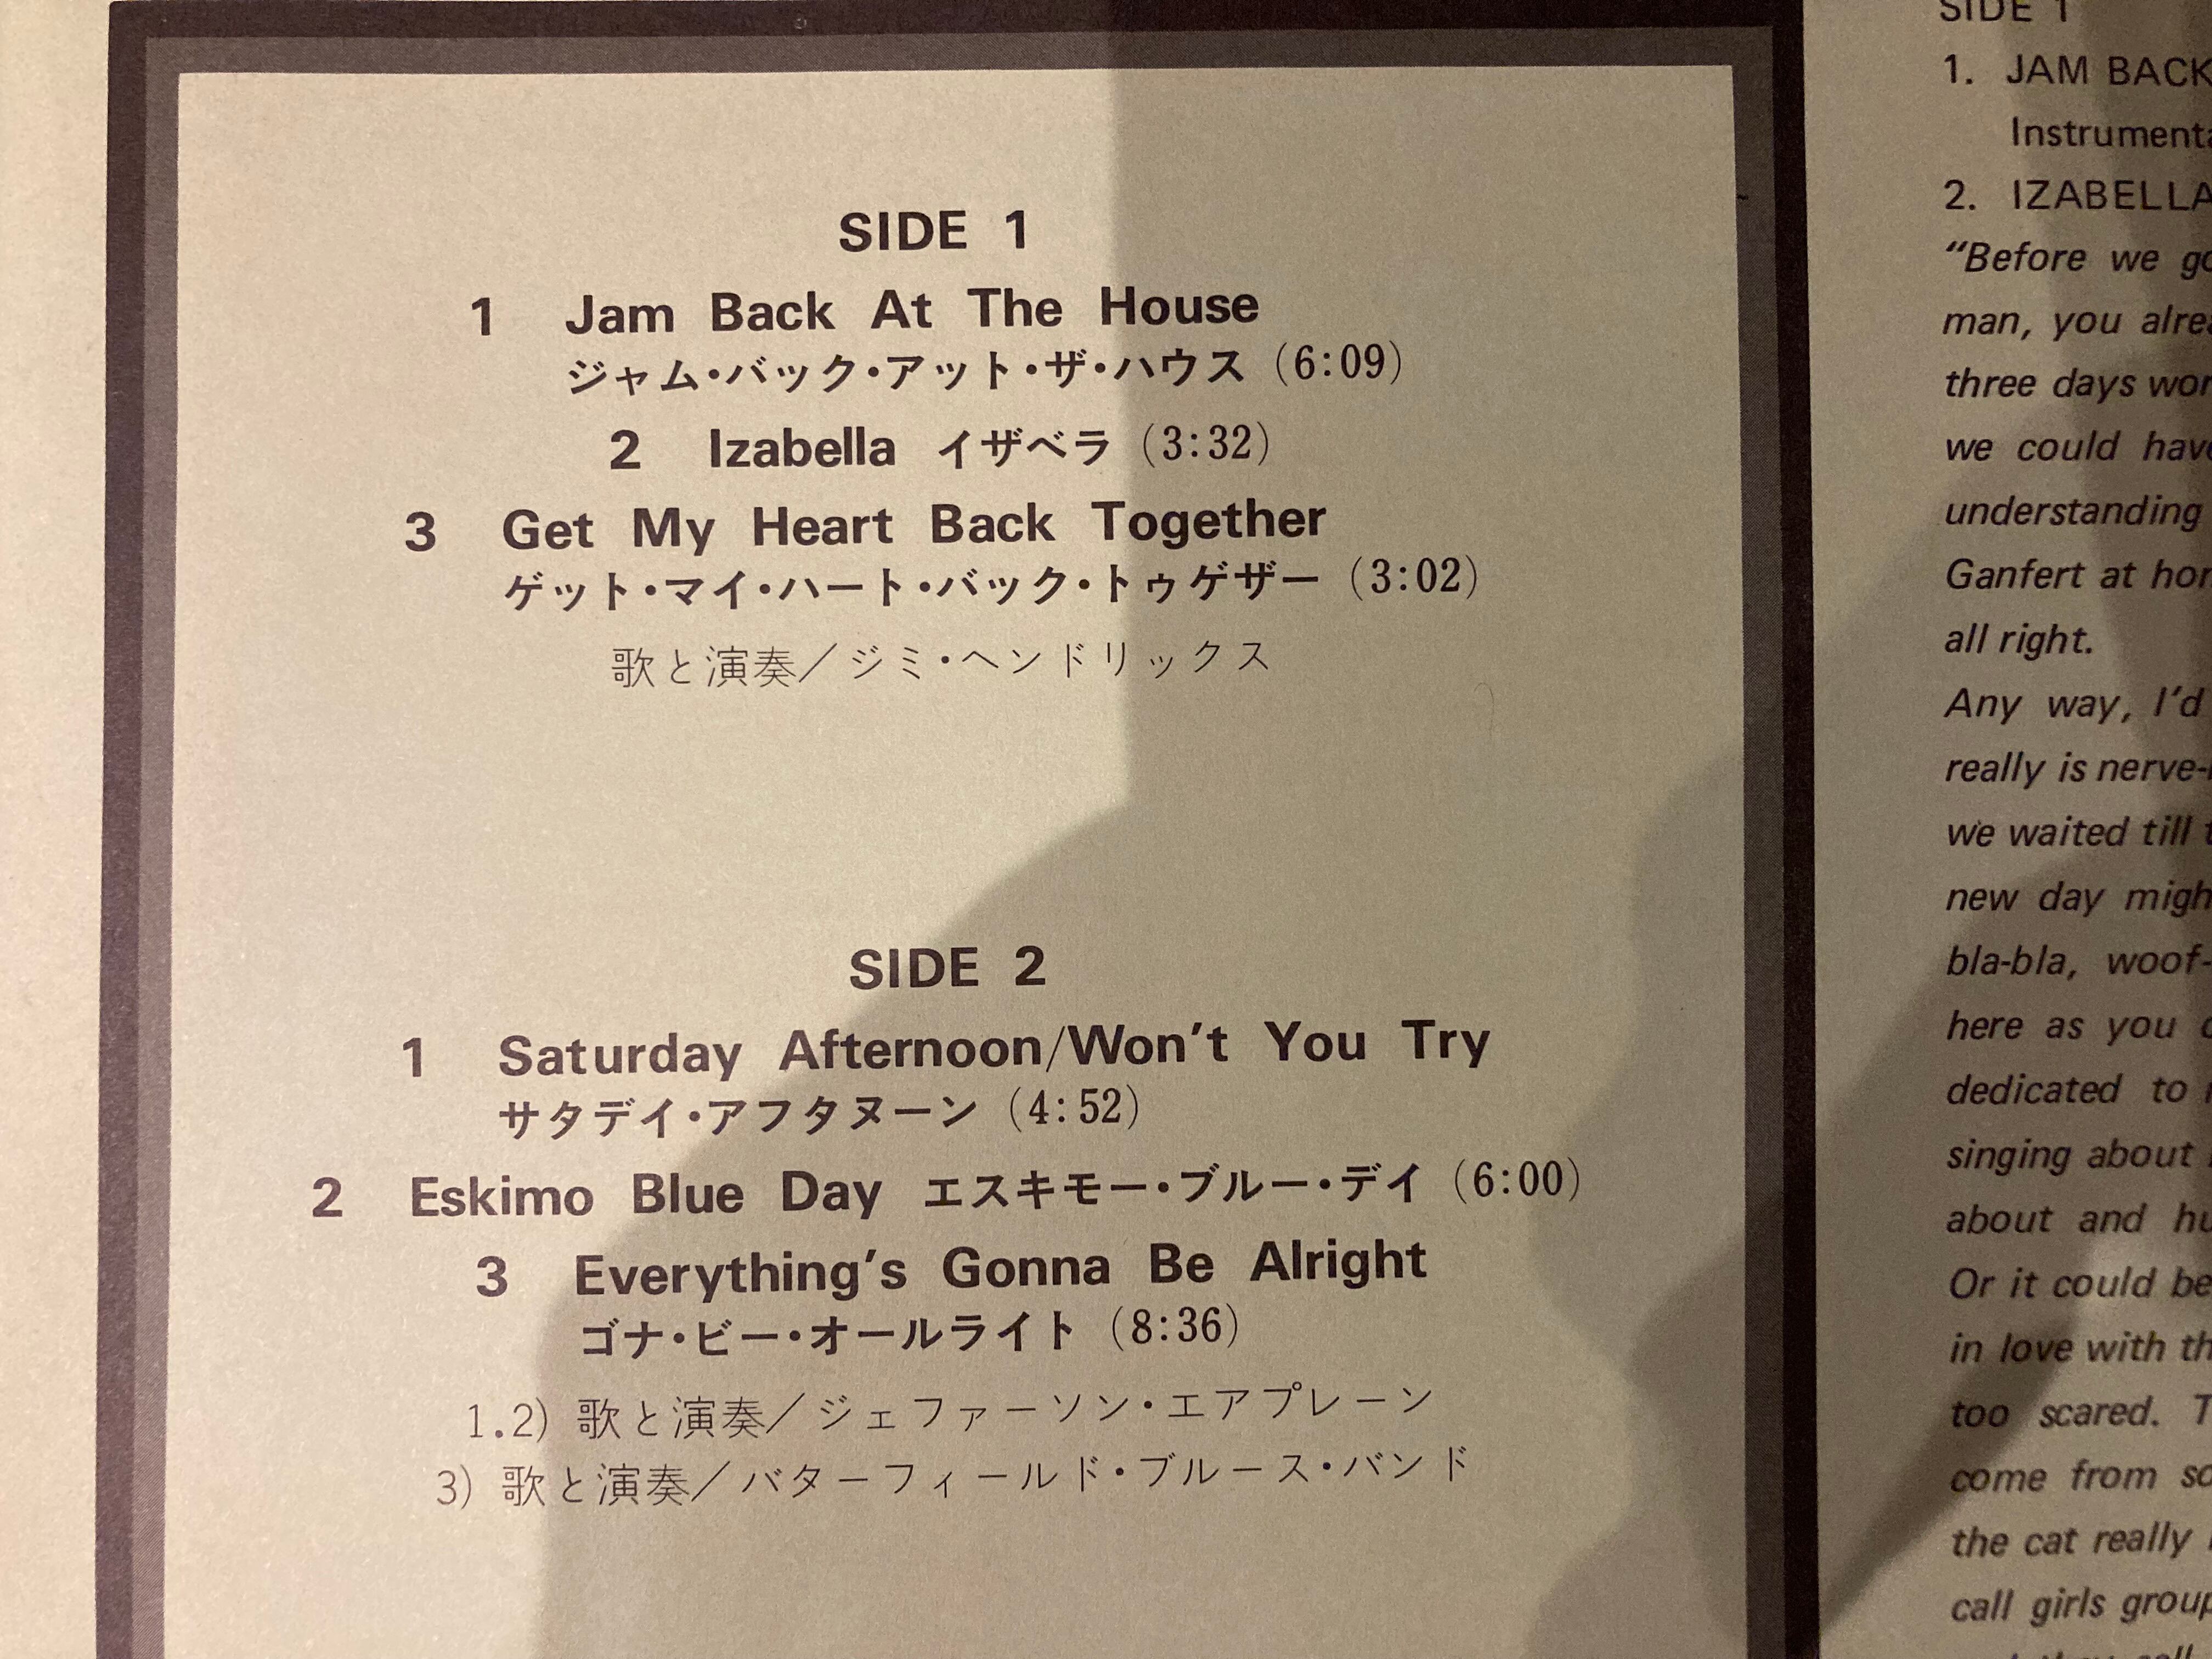 SIDE 1
1 Jam Back At The House
ジャム・バック・アット・ザ・ハウス (6:09)
2 Izabella イザベラ (3:32)
3 Get My Heart Back Together
ゲット・マイ・ハート・バック・トゥゲザー (3:02)
歌と演奏／ジミ・ヘンドリックス
SIDE 2
1 Saturday Afternoon/Won't You Try
サタデイ・アフタヌーン (4:52)
2 Eskimo Blue Day エスキモー・ブルー・デイ (6:00)
3 Everything's Gonna Be Alright
ゴナ・ビー・オールライト (8:36)
1.2) 歌と演奏／ジェファーソン・エアプレーン
3) 歌と演奏／バターフィールド・ブルース・バンド
SIDE 1
1. JAM BACK
2. IZABELLA
"Before we
man, you
three days
we could
understanding
Ganfert at
all right.
Any way, I'd
really is
we waited till
new day
bla-bla,
here as you
dedicated to
singing about
about and
Or it could be
in love with
too scared.
come from
the cat really
call girls